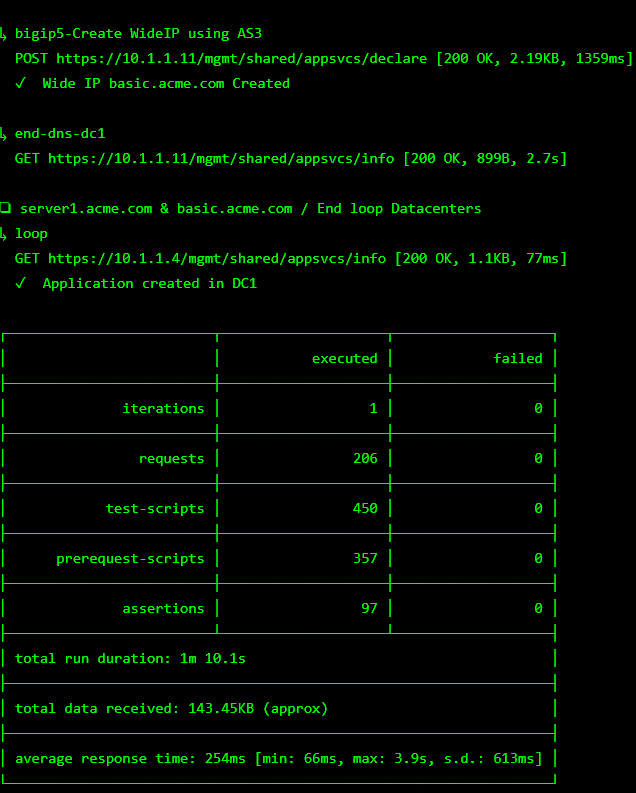 ↳ bigip5-Create WideIP using AS3
POST https://10.1.1.11/mgmt/shared/appsvcs/declare [200 OK, 2.19KB, 1359ms]
✓ Wide IP basic.acme.com Created
↳ end-dns-dc1
GET https://10.1.1.11/mgmt/shared/appsvcs/info [200 OK, 899B, 2.7s]
❏ server1.acme.com & basic.acme.com / End loop Datacenters
↳ loop
GET https://10.1.1.4/mgmt/shared/appsvcs/info [200 OK, 1.1KB, 77ms]
✓ Application created in DC1
executed failed
iterations 1 0
requests 206 0
test-scripts 450 0
prerequest-scripts 357 0
assertions 97 0
total run duration: 1m 10.1s
total data received: 143.45KB (approx)
average response time: 254ms [min: 66ms, max: 3.9s, s.d.: 613ms]